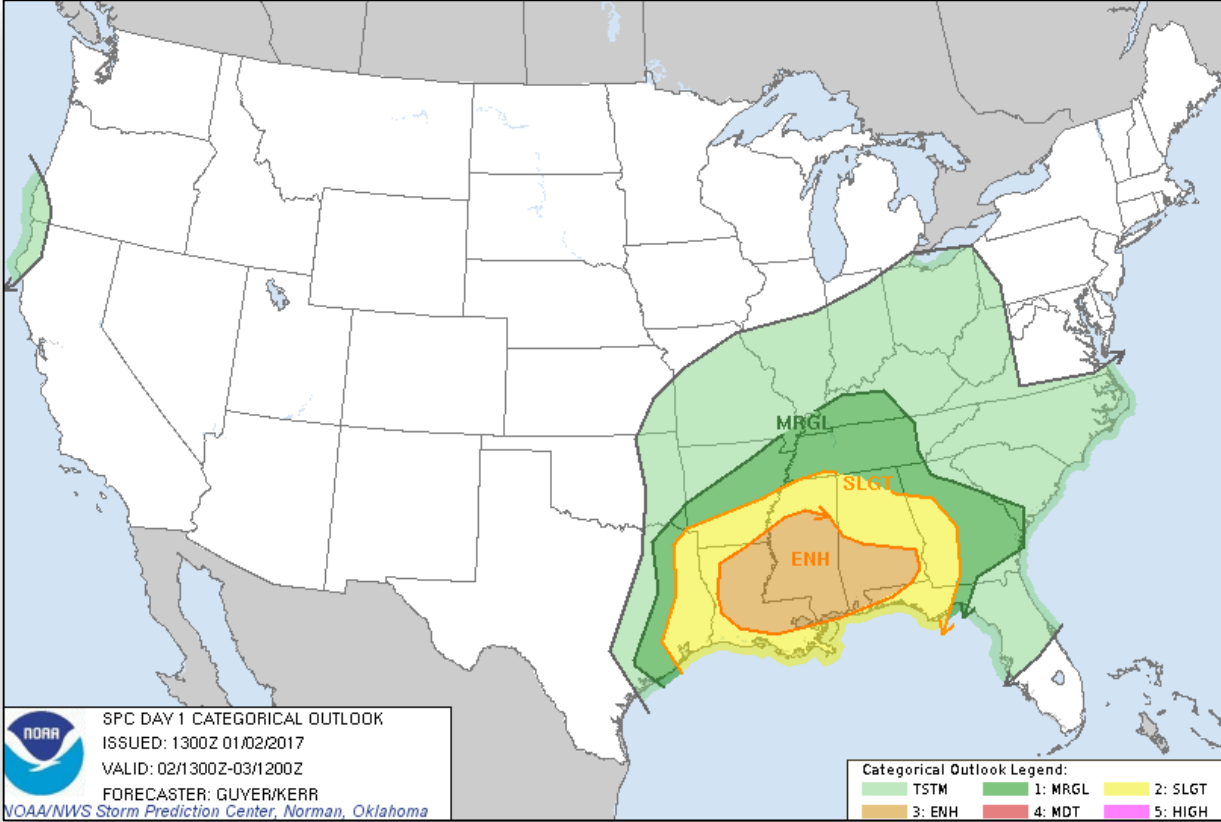 MRGL
SLGT
ENH
NOAA
SPC DAY 1 CATEGORICAL OUTLOOK
ISSUED: 1300Z 01/02/2017
VALID: 02/1300Z-03/1200Z
FORECASTER: GUYER/KERR
NOAA/NWS Storm Prediction Center, Norman, Oklahoma
Categorical Outlook Legend:
TSTM 1: MRGL 2: SLGT
3: ENH 4: MDT 5: HIGH